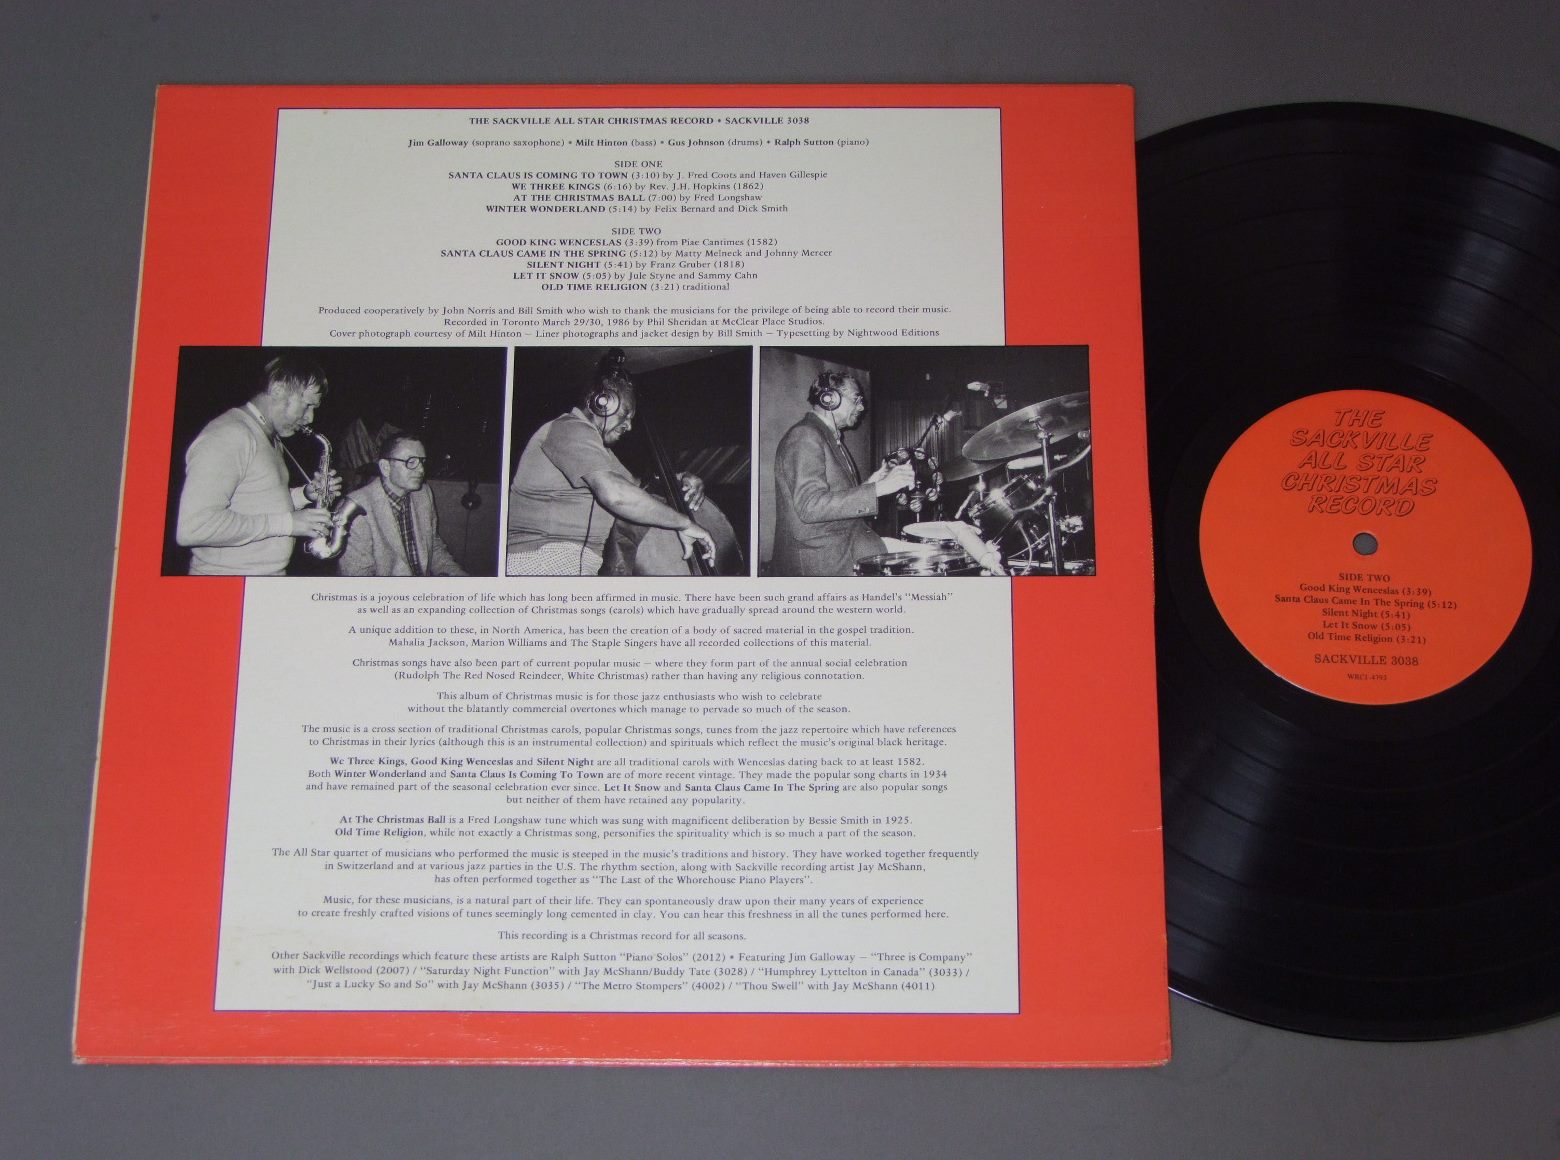 THE SACKVILLE ALL STAR CHRISTMAS RECORD • SACKVILLE 3038
Jim Galloway (soprano saxophone) • Milt Hinton (bass) • Gus Johnson (drums) • Ralph Sutton (piano)
SIDE ONE
SANTA CLAUS IS COMING TO TOWN (3:10) by J. Fred Coots and Haven Gillespie
WE THREE KINGS (6:16) by Rev. J.H. Hopkins (1862)
AT THE CHRISTMAS BALL (7:00) by Fred Longshaw
WINTER WONDERLAND (5:14) by Felix Bernard and Dick Smith
SIDE TWO
GOOD KING WENCESLAS (3:39) from Piae Cantimes (1582)
SANTA CLAUS CAME IN THE SPRING (5:12) by Matty Melneck and Johnny Mercer
SILENT NIGHT (5:41) by Franz Gruber (1818)
LET IT SNOW (5:05) by Jule Styne and Sammy Cahn
OLD TIME RELIGION (3:21) traditional
Produced cooperatively by John Norris and Bill Smith who wish to thank the musicians for the privilege of being able to record their music.
Recorded in Toronto March 29/30, 1986 by Phil Sheridan at McClear Place Studios.
Cover photograph courtesy of Milt Hinton — Liner photographs and jacket design by Bill Smith — Typesetting by Nightwood Editions
Christmas is a joyous celebration of life which has long been affirmed in music. There have been such grand affairs as Handel's "Messiah"
as well as an expanding collection of Christmas songs (carols) which have gradually spread around the western world.
A unique addition to these, in North America, has been the creation of a body of sacred material in the gospel tradition.
Mahalia Jackson, Marion Williams and The Staple Singers have all recorded collections of this material.
Christmas songs have also been part of current popular music — where they form part of the annual social celebration
(Rudolph The Red Nosed Reindeer, White Christmas) rather than having any religious connotation.
This album of Christmas music is for those jazz enthusiasts who wish to celebrate
without the blatantly commercial overtones which manage to pervade so much of the season.
The music is a cross section of traditional Christmas carols, popular Christmas songs, tunes from the jazz repertoire which have references
to Christmas in their lyrics (although this is an instrumental collection) and spirituals which reflect the music's original black heritage.
We Three Kings, Good King Wenceslas and Silent Night are all traditional carols with Wenceslas dating back to at least 1582.
Both Winter Wonderland and Santa Claus Is Coming To Town are of more recent vintage. They made the popular song charts in 1934
and have remained part of the seasonal celebration ever since. Let It Snow and Santa Claus Came In The Spring are also popular songs
but neither of them have retained any popularity.
At The Christmas Ball is a Fred Longshaw tune which was sung with magnificent deliberation by Bessie Smith in 1925.
Old Time Religion, while not exactly a Christmas song, personifies the spirituality which is so much a part of the season.
The All Star quartet of musicians who performed the music is steeped in the music's traditions and history. They have worked together frequently
in Switzerland and at various jazz parties in the U.S. The rhythm section, along with Sackville recording artist Jay McShann,
has often performed together as "The Last of the Whorehouse Piano Players".
Music, for these musicians, is a natural part of their life. They can spontaneously draw upon their many years of experience
to create freshly crafted visions of tunes seemingly long cemented in clay. You can hear this freshness in all the tunes performed here.
This recording is a Christmas record for all seasons.
Other Sackville recordings which feature these artists are Ralph Sutton "Piano Solos" (2012) • Featuring Jim Galloway — "Three is Company"
with Dick Wellstood (2007) / "Saturday Night Function" with Jay McShann/Buddy Tate (3028) / "Humphrey Lyttelton in Canada" (3033) /
"Just a Lucky So and So" with Jay McShann (3035) / "The Metro Stompers" (4002) / "Thou Swell" with Jay McShann (4011)
THE
SACKVILLE
ALL STAR
CHRISTMAS
RECORD
SIDE TWO
Good King Wenceslas (3:39)
Santa Claus Came In The Spring (5:12)
Silent Night (5:41)
Let It Snow (5:05)
Old Time Religion (3:21)
SACKVILLE 3038
WRC1-4393